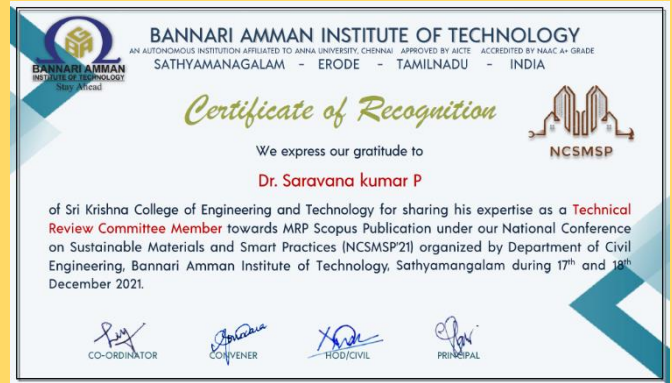 BANNARI AMMAN INSTITUTE OF TECHNOLOGY
AN AUTONOMOUS INSTITUTION AFFILIATED TO ANNA UNIVERSITY, CHENNAI APPROVED BY AICTE ACCREDITED BY NAAC A+ GRADE
SATHYAMANAGALAM - ERODE - TAMILNADU - INDIA
BANNARI AMMAN
INSTITUTE OF TECHNOLOGY
Stay Ahead
Certificate of Recognition
NCSMSP
We express our gratitude to
Dr. Saravana kumar P
of Sri Krishna College of Engineering and Technology for sharing his expertise as a Technical
Review Committee Member towards MRP Scopus Publication under our National Conference
on Sustainable Materials and Smart Practices (NCSMSP'21) organized by Department of Civil
Engineering, Bannari Amman Institute of Technology, Sathyamangalam during 17th and 18th
December 2021.
CO-ORDINATOR CONVENER HOD/CIVIL PRINCIPAL